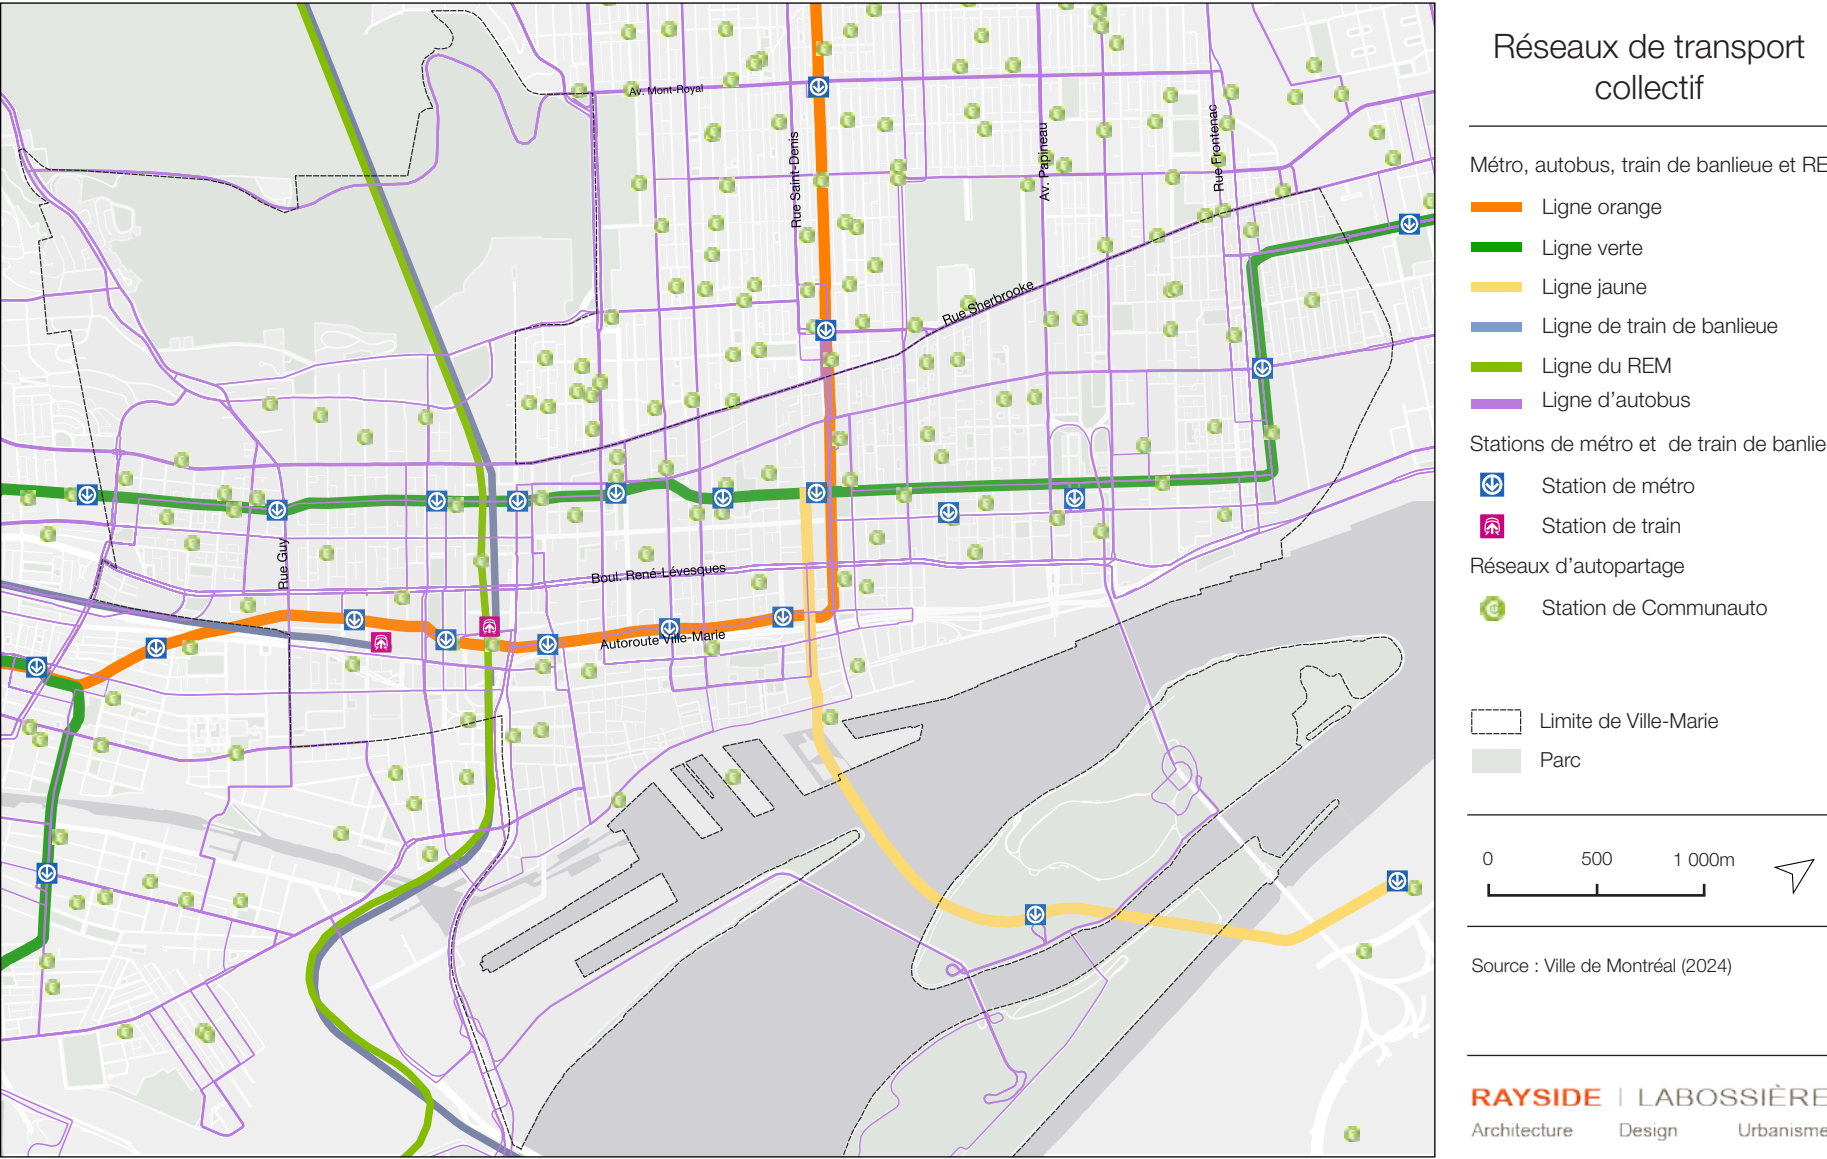 Réseaux de transport
collectif
Métro, autobus, train de banlieue et RE
Ligne orange
Ligne verte
Ligne jaune
Ligne de train de banlieue
Ligne du REM
Ligne d'autobus
Stations de métro et de train de banlie
Station de métro
Station de train
Réseaux d'autopartage
Station de Communauto
Limite de Ville-Marie
Parc
0 500 1 000m
Source : Ville de Montréal (2024)
RAYSIDE | LABOSSIÈRE
Architecture Design Urbanisme
Av. Mont-Royal
Rue Saint-Denis
Av. Papineau
Rue Frontenac
Rue Sherbrooke
Rue Guy
Boul. René-Lévesques
Autoroute Ville-Marie